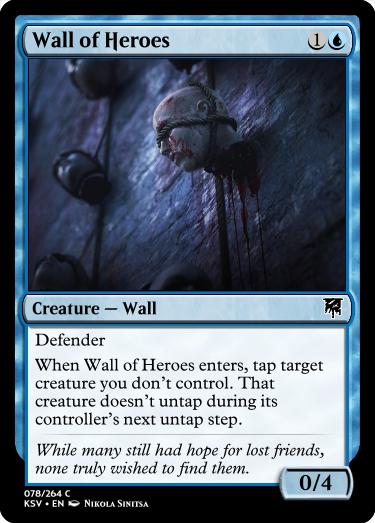 Wall of Heroes 1
Creature — Wall
Defender
When Wall of Heroes enters, tap target
creature you don't control. That
creature doesn't untap during its
controller's next untap step.
While many still had hope for lost friends,
none truly wished to find them.
0/4
078/264 C
KSV • EN Nikola Sinitsa